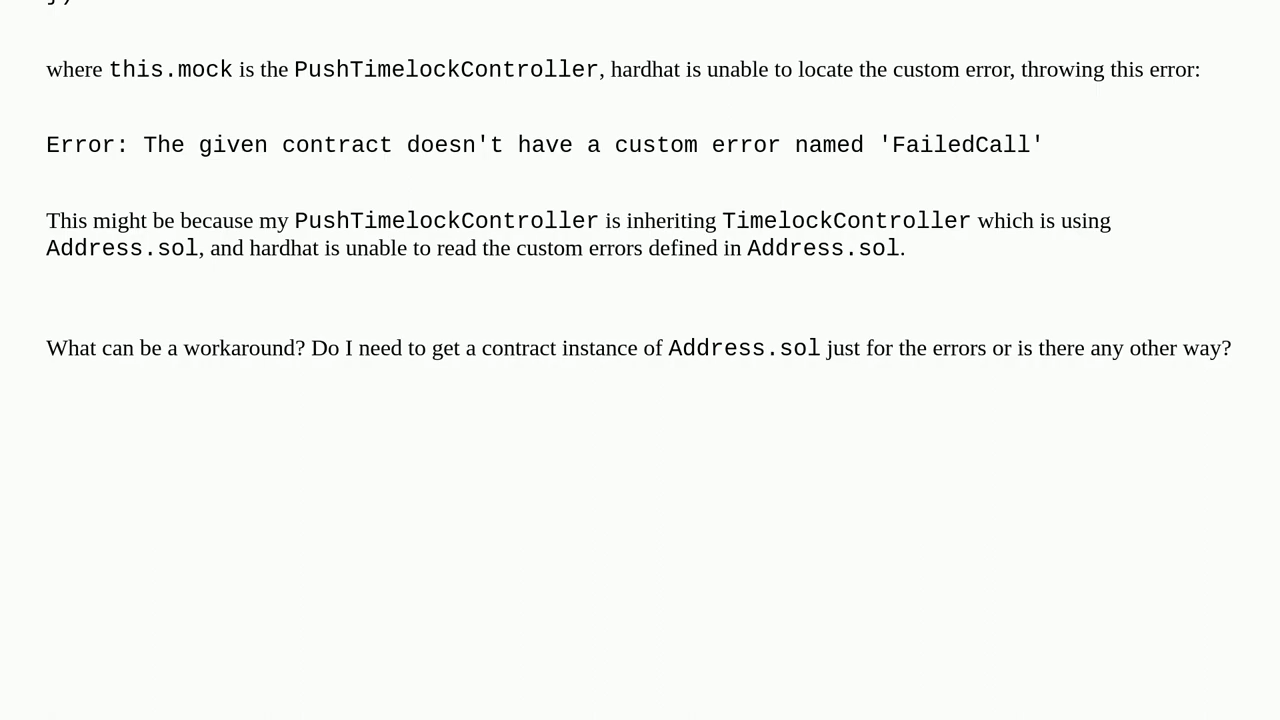 where this.mock is the PushTimelockController, hardhat is unable to locate the custom error, throwing this error:
Error: The given contract doesn't have a custom error named 'FailedCall'
This might be because my PushTimelockController is inheriting TimelockController which is using
Address.sol, and hardhat is unable to read the custom errors defined in Address.sol.
What can be a workaround? Do I need to get a contract instance of Address.sol just for the errors or is there any other way?